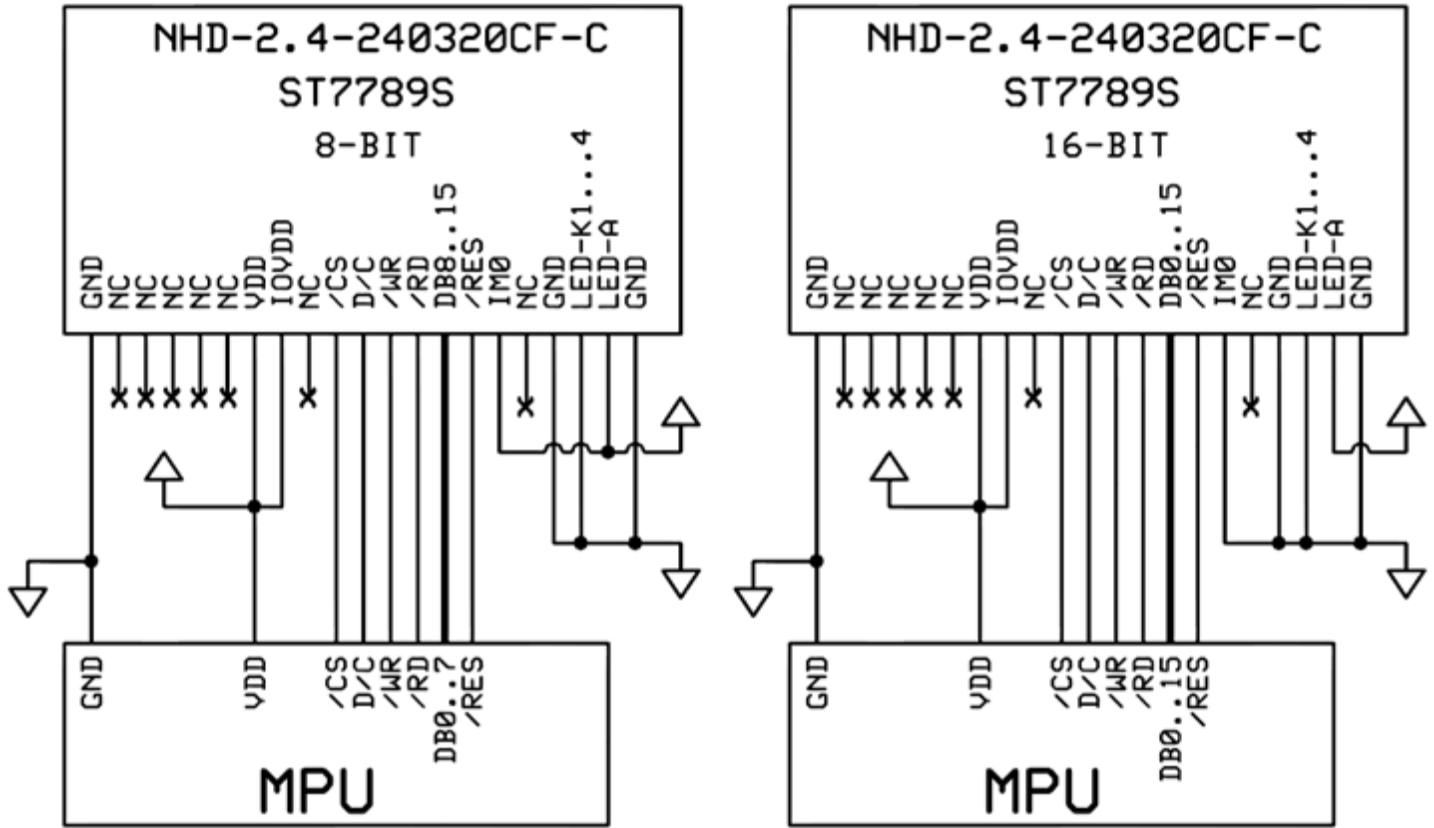 NHD-2.4-240320CF-C
ST7789S
8-BIT
GND
NC
NC
NC
NC
NC
VDD
IOVDD
NC
/CS
D/C
/WR
/RD
DB8..15
/RES
IM0
NC
GND
LED-K1...4
LED-A
GND
GND
VDD
/CS
D/C
/WR
/RD
DB0..7
/RES
MPU
NHD-2.4-240320CF-C
ST7789S
16-BIT
GND
NC
NC
NC
NC
NC
VDD
IOVDD
NC
/CS
D/C
/WR
/RD
DB0..15
/RES
IM0
NC
GND
LED-K1...4
LED-A
GND
GND
VDD
/CS
D/C
/WR
/RD
DB0..15
/RES
MPU